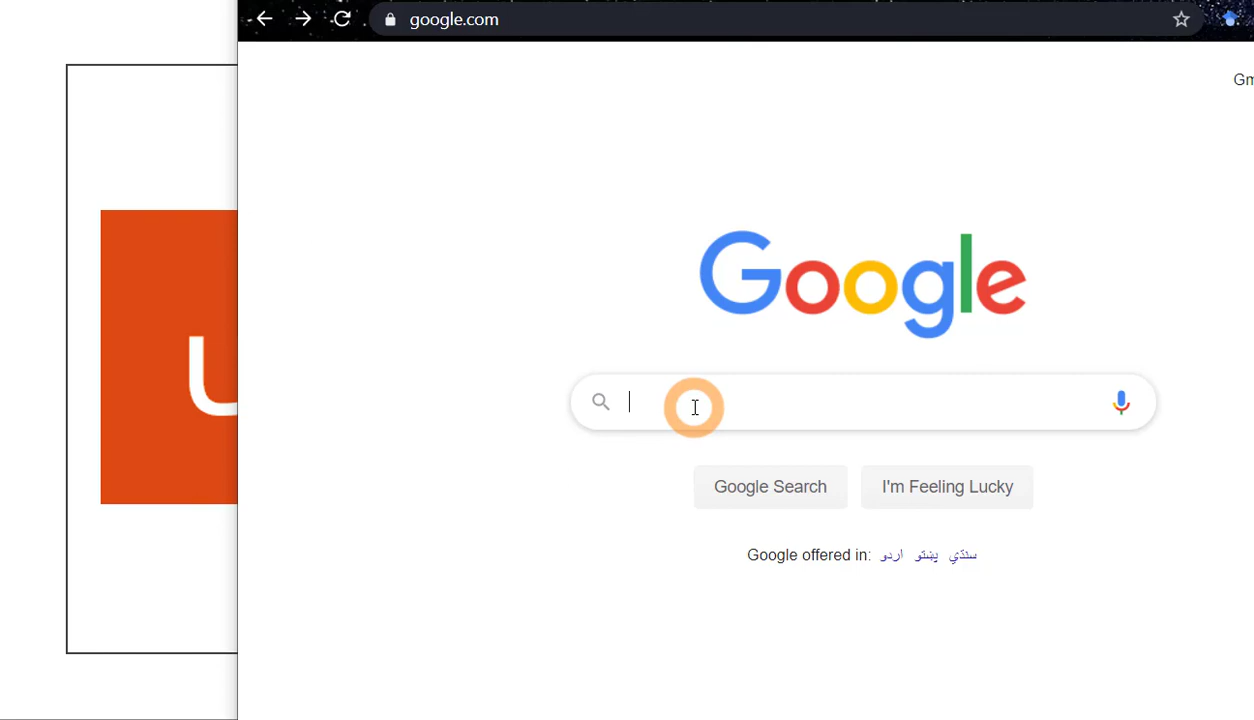 google.com
Gm
Google
Google Search
I'm Feeling Lucky
Google offered in: اردو پښتو سنڌي